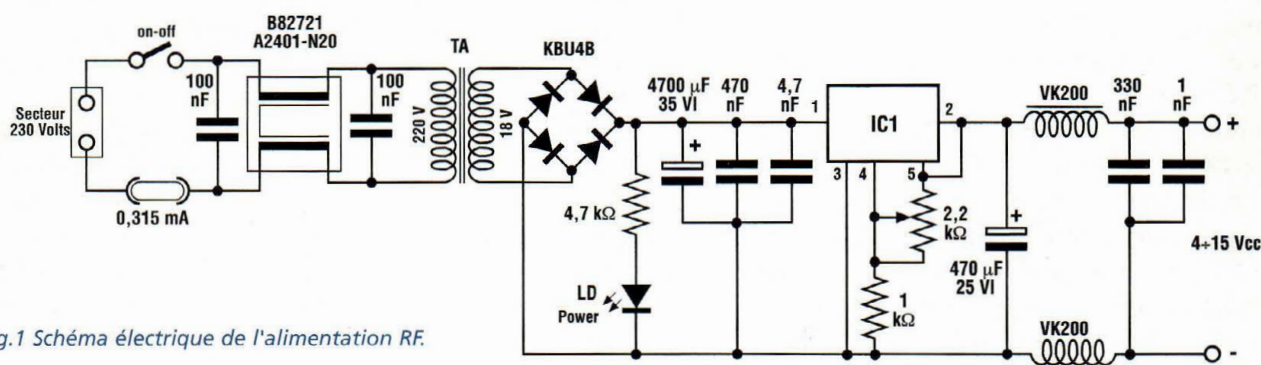 B82721
A2401-N20
on-off
100
nF
100
nF
TA
KBU4B
Secteur
230 Volts
220 V
18 V
0,315 mA
4700 µF
35 Vl
470
nF
4,7
nF
1
IC1
2
3
4
5
+
4,7 kΩ
LD
Power
2,2
kΩ
1
kΩ
+
470 µF
25 Vl
VK200
330
nF
1
nF
+
4÷15 Vcc
VK200
-
g.1 Schéma électrique de l'alimentation RF.